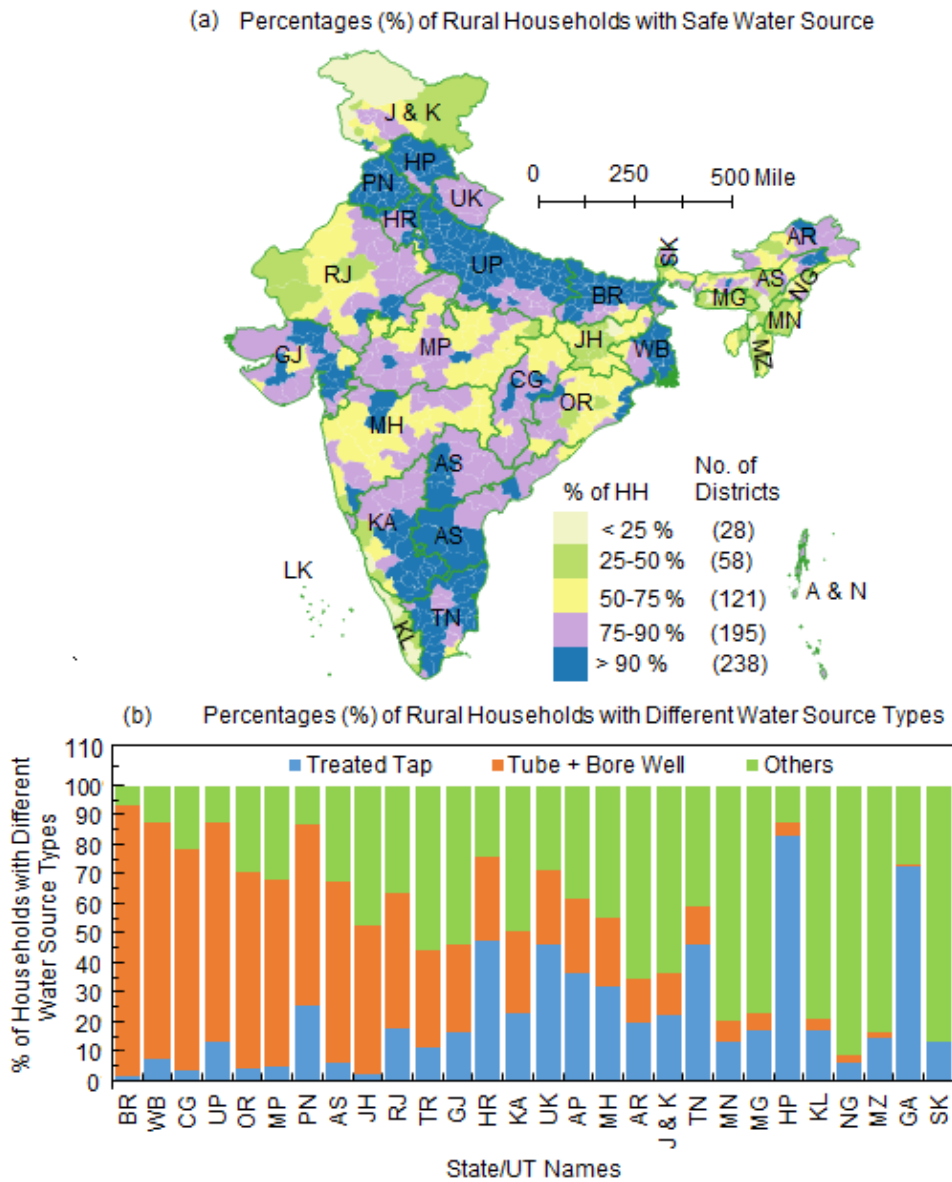 (a) Percentages (%) of Rural Households with Safe Water Source
J & K
HP
PN
UK
0 250 500 Mile
HR
RJ
UP
SK
AR
AS
NG
BR
MG
MN
MZ
GJ
MP
JH
WB
CG
OR
MH
AS
KA
AS
LK
KL
TN
A & N
% of HH No. of Districts
< 25 % (28)
25-50 % (58)
50-75 % (121)
75-90 % (195)
> 90 % (238)
(b) Percentages (%) of Rural Households with Different Water Source Types
Treated Tap Tube + Bore Well Others
% of Households with Different
Water Source Types
110
100
90
80
70
60
50
40
30
20
10
0
BR WB CG UP OR MP PN AS JH RJ TR GJ HR KA UK AP MH AR J & K TN MN MG HP KL NG MZ GA SK
State/UT Names